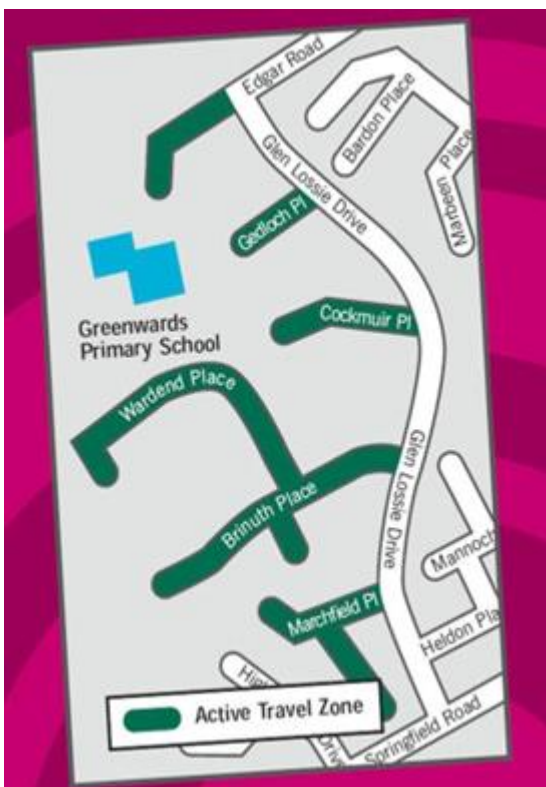 Edgar Road
Bardon Place
Glen Lossie Drive
Marbeen Place
Gedloch Pl
Cockmuir Pl
Greenwards
Primary School
Wardend Place
Glen Lossie Drive
Brinuth Place
Mannoch
Marchfield Pl
Heldon Pla
Drive
Springfield Road
Active Travel Zone